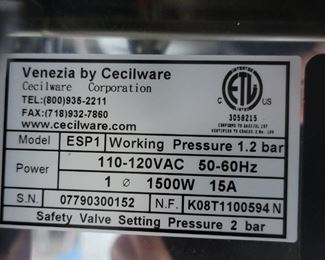 Venezia by Cecilware
Cecilware Corporation
TEL:(800)935-2211
FAX:(718)932-7860
www.cecilware.com
C ETL US
3059215
Model ESP1 Working Pressure 1.2 bar
Power 110-120VAC 50-60Hz
1 ⌀ 1500W 15A
S.N. 07790300152 N.F. K08T1100594 N
Safety Valve Setting Pressure 2 bar